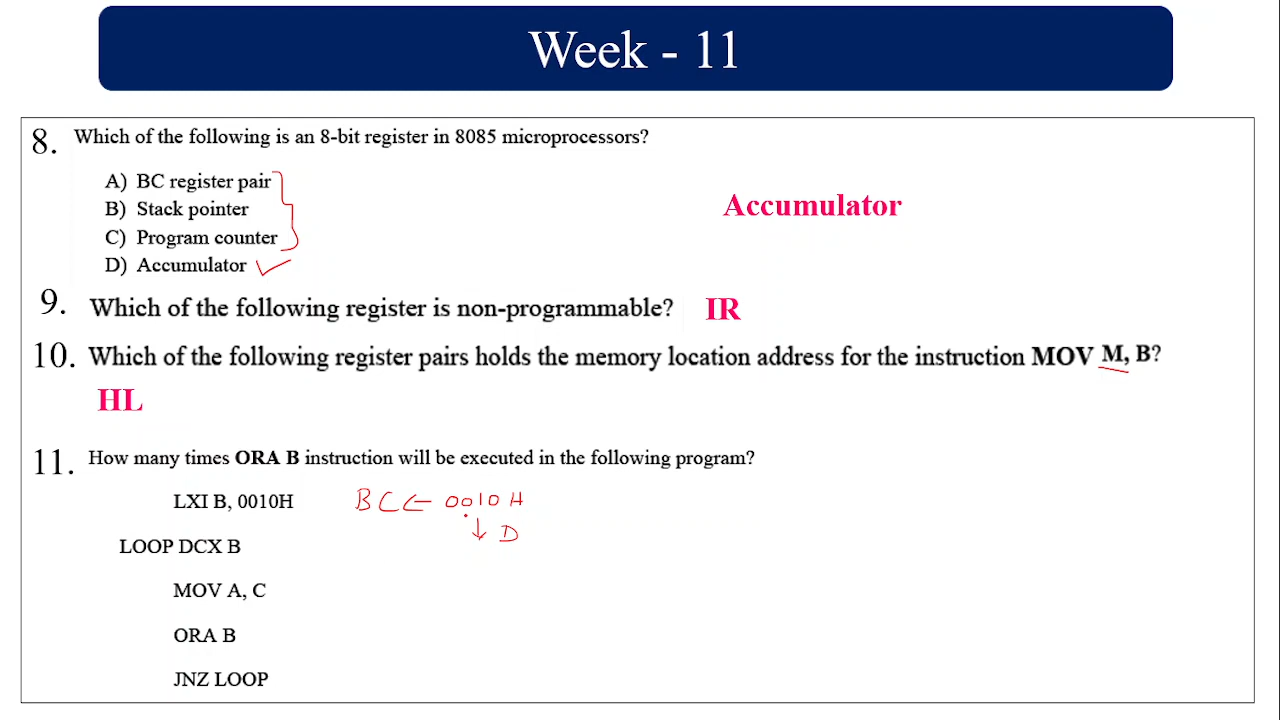 Week - 11
8. Which of the following is an 8-bit register in 8085 microprocessors?
A) BC register pair
B) Stack pointer
Accumulator
C) Program counter
D) Accumulator
9. Which of the following register is non-programmable? IR
10. Which of the following register pairs holds the memory location address for the instruction MOV M, B?
HL
11. How many times ORA B instruction will be executed in the following program?
LXI B, 0010H BC ← 0010 H
↓ D
LOOP DCX B
MOV A, C
ORA B
JNZ LOOP